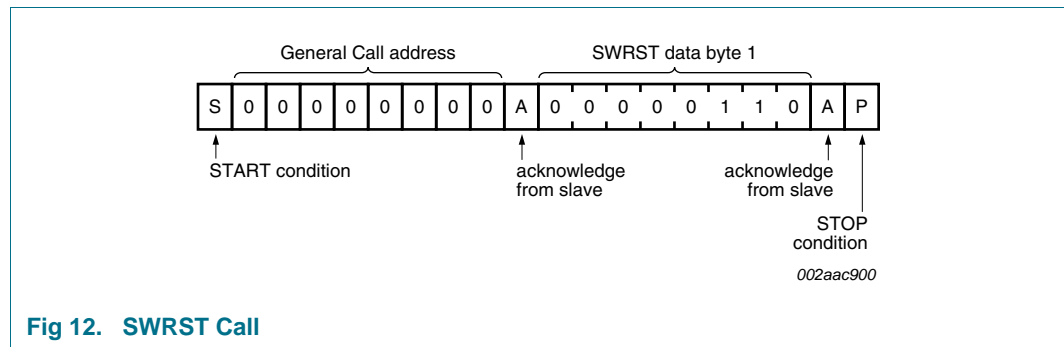 General Call address SWRST data byte 1
S 0 0 0 0 0 0 0 0 A 0 0 0 0 0 1 1 0 A P
START condition acknowledge acknowledge
from slave from slave
STOP
condition
002aac900
Fig 12. SWRST Call